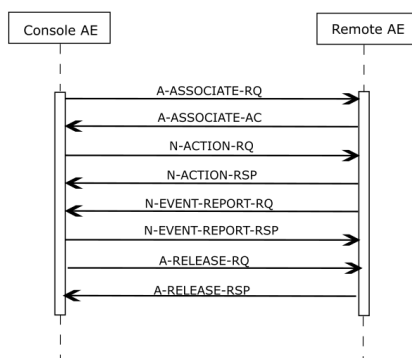 Console AE
Remote AE
A-ASSOCIATE-RQ
A-ASSOCIATE-AC
N-ACTION-RQ
N-ACTION-RSP
N-EVENT-REPORT-RQ
N-EVENT-REPORT-RSP
A-RELEASE-RQ
A-RELEASE-RSP